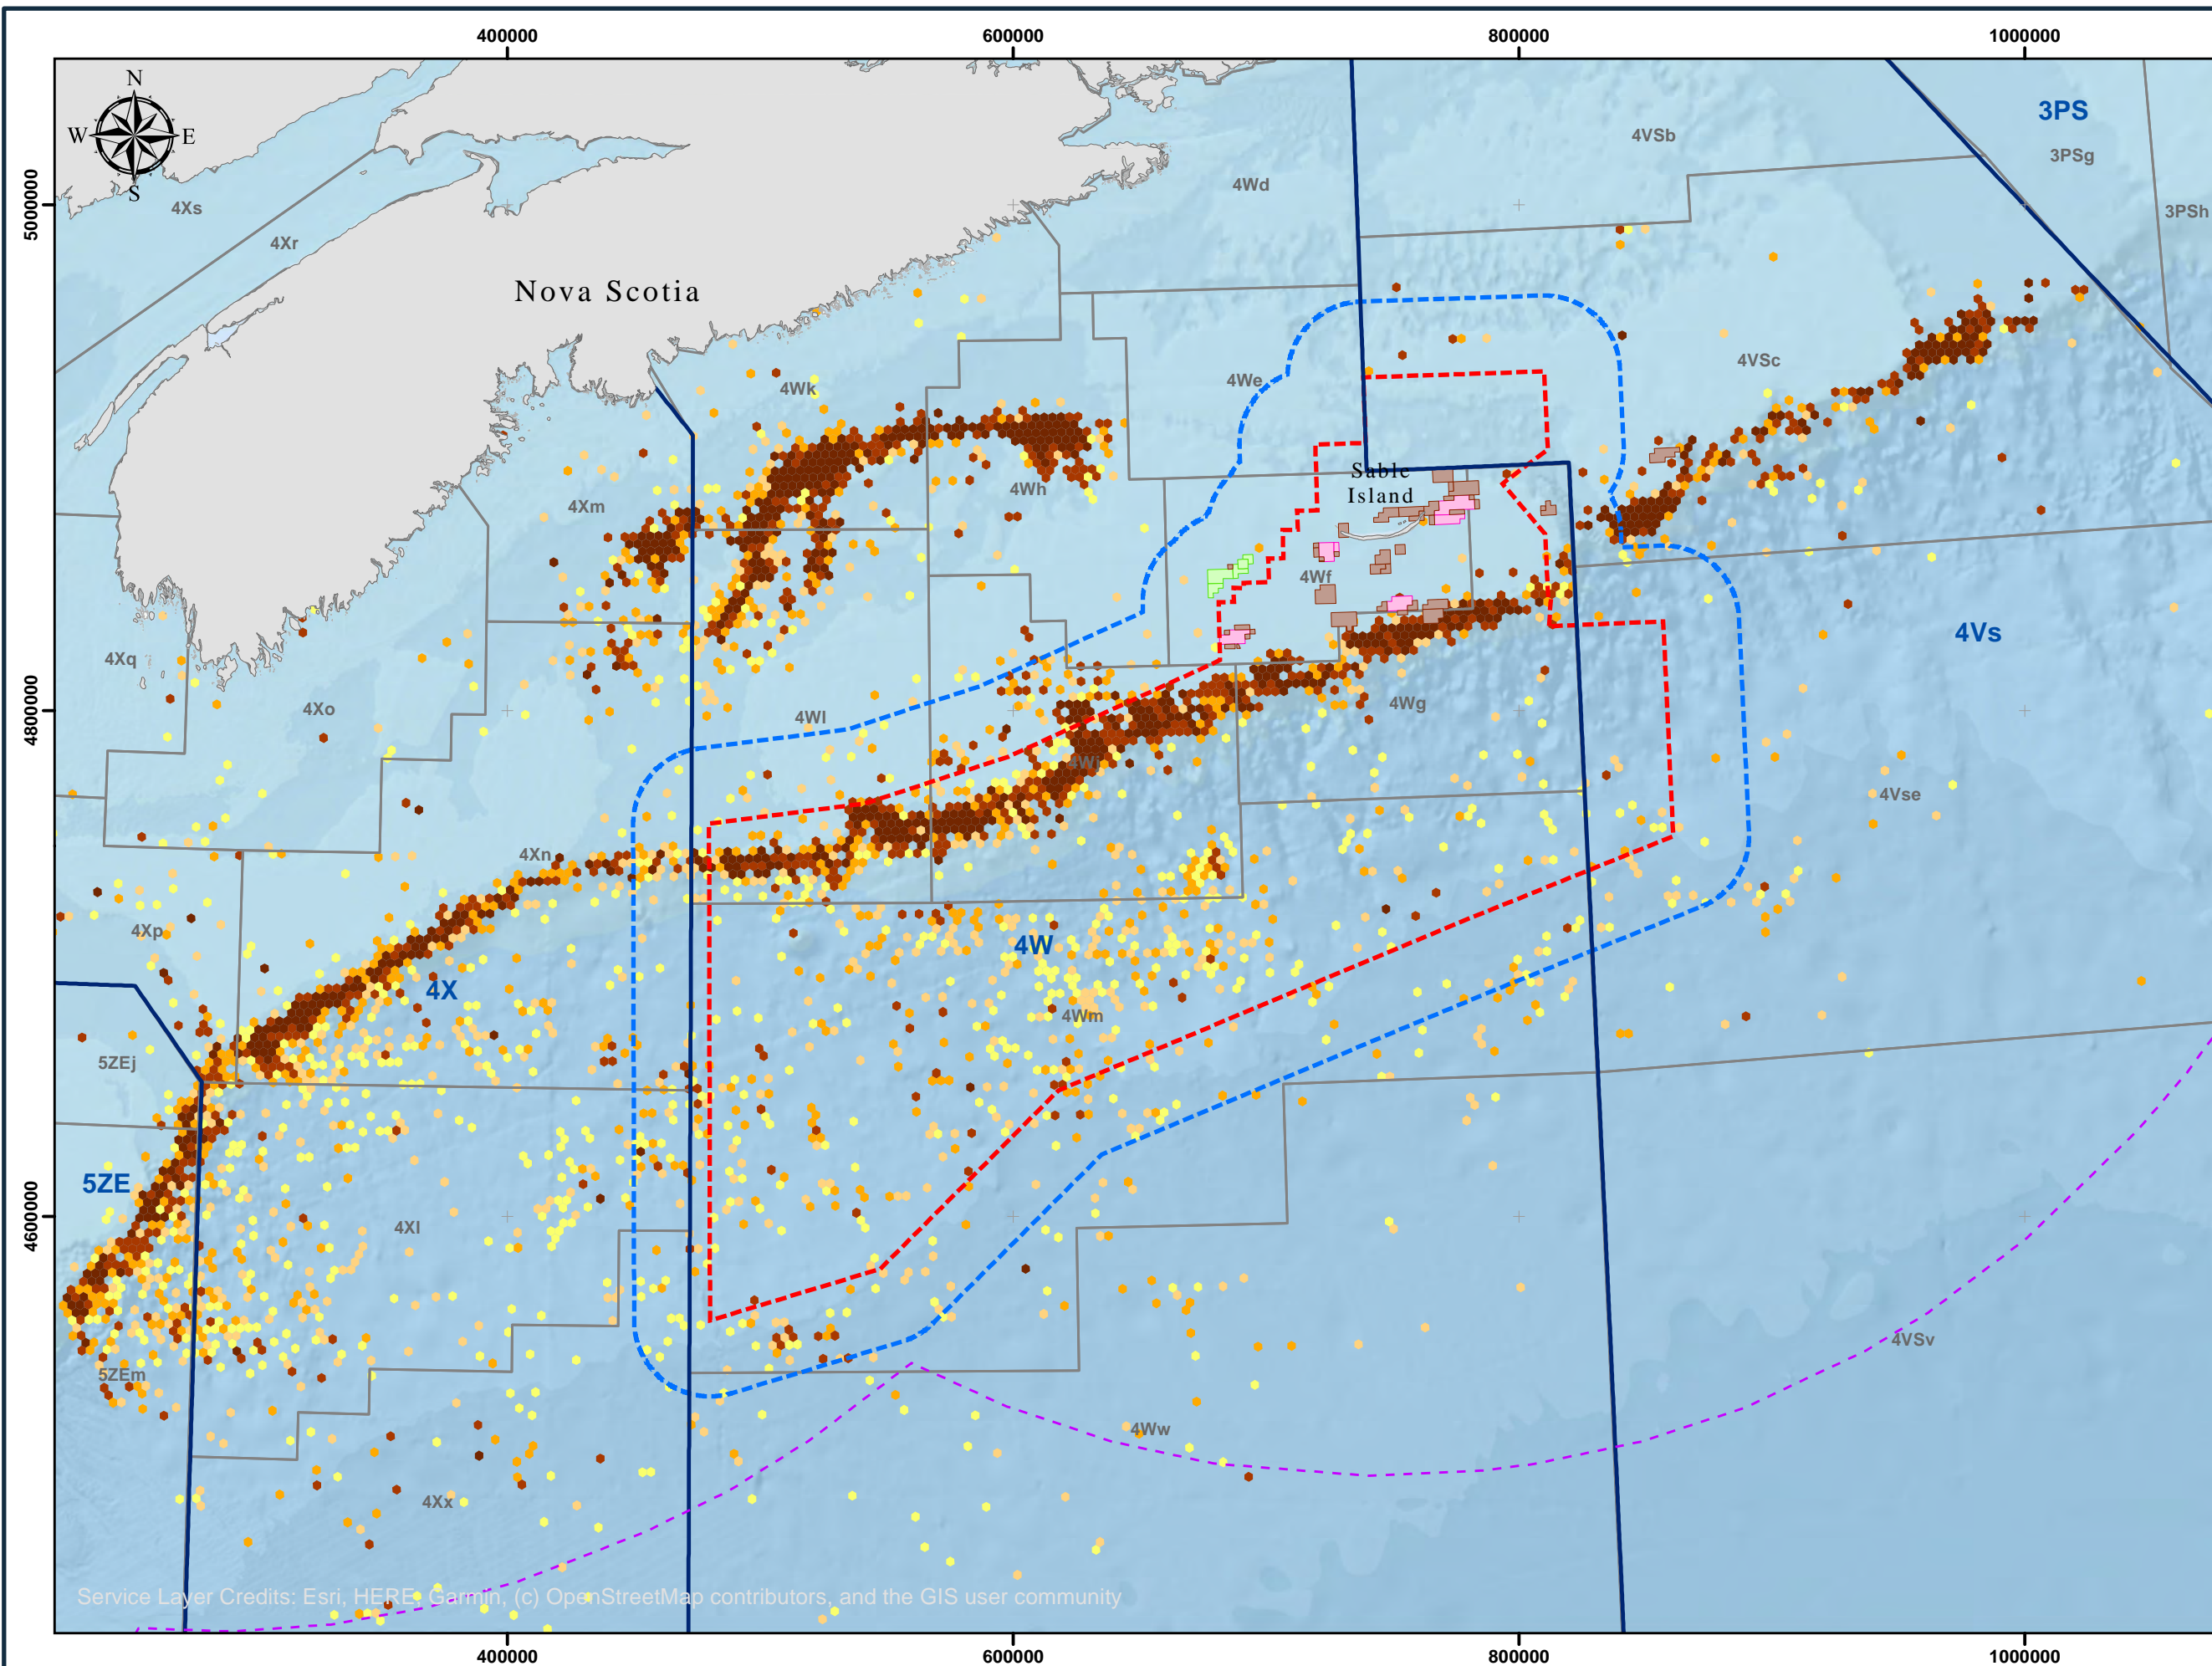 400000
600000
800000
1000000
N
W
E
S
3PS
3PSg
3PSh
4VSb
4Wd
4Xs
4Xr
5000000
Nova Scotia
4VSc
4We
4Wk
Sable
Island
4Wh
4Xm
4Wf
4Vs
4Xq
4Xo
4Wg
4Wl
4800000
4Wj
4Vse
4Xn
4Xp
4W
4X
4Wm
5ZEj
5ZE
4600000
4Xl
4VSv
5ZEm
4Ww
4Xx
Service Layer Credits: Esri, HERE, Garmin, (c) OpenStreetMap contributors, and the GIS user community
400000
600000
800000
1000000